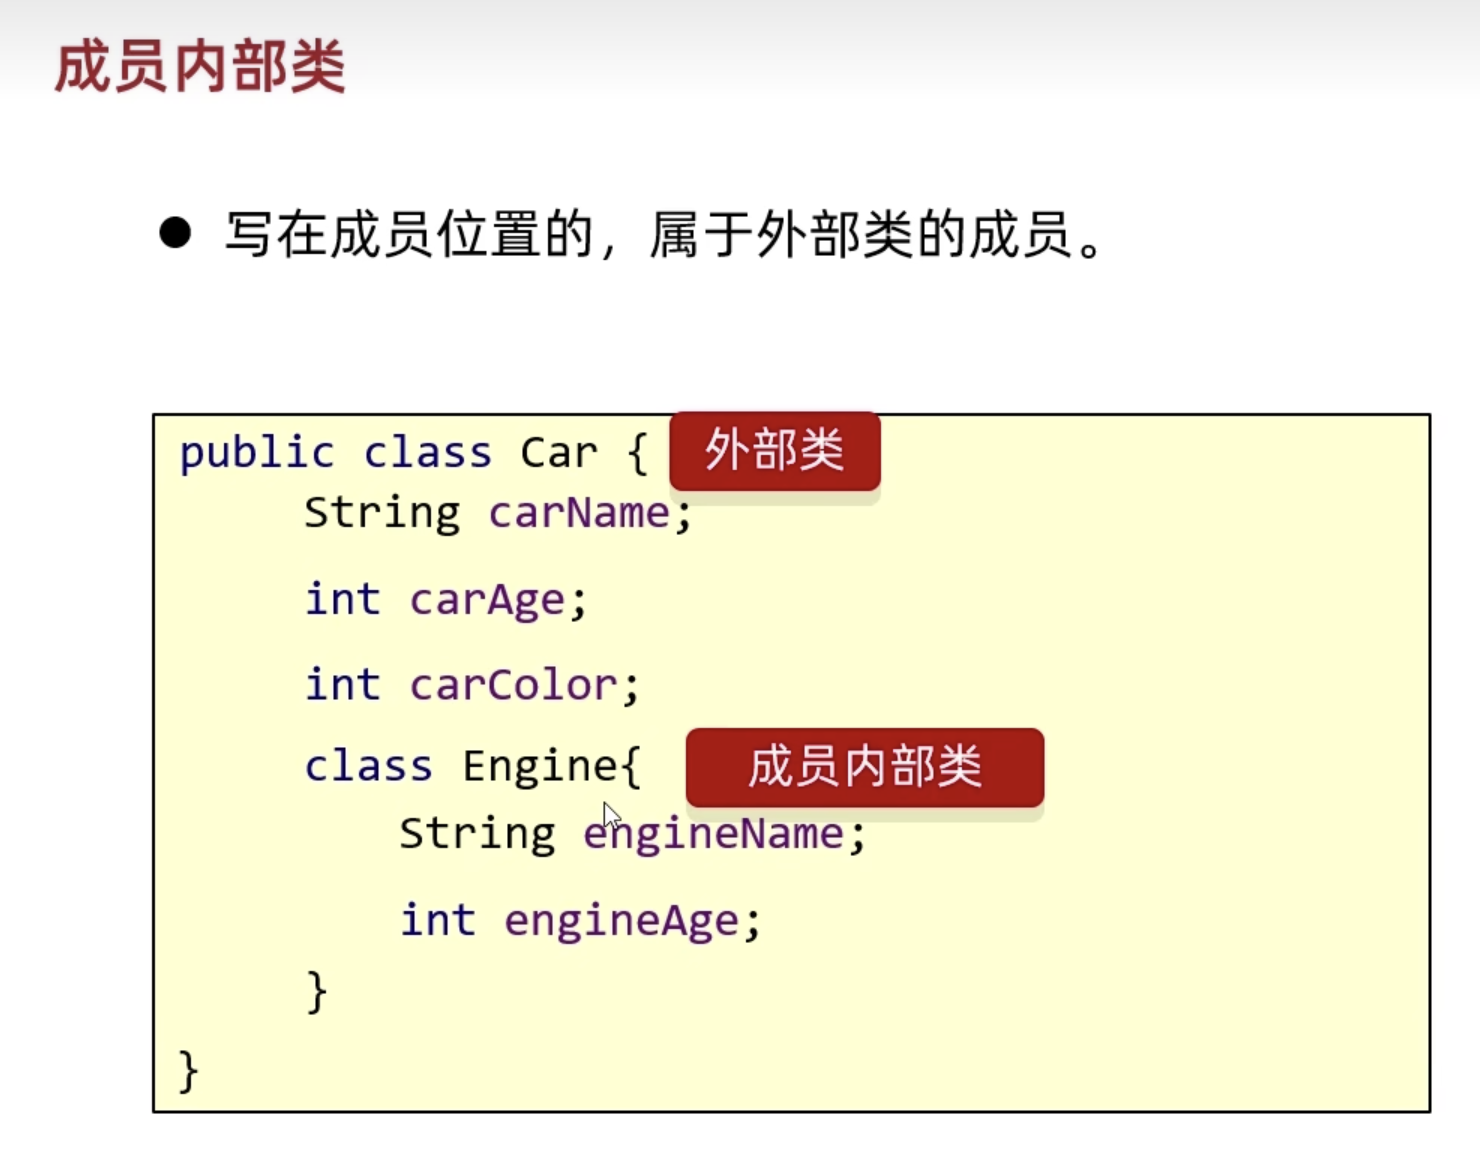 成员内部类
● 写在成员位置的，属于外部类的成员。
public class Car { 外部类
String carName;
int carAge;
int carColor;
class Engine{ 成员内部类
String engineName;
int engineAge;
}
}